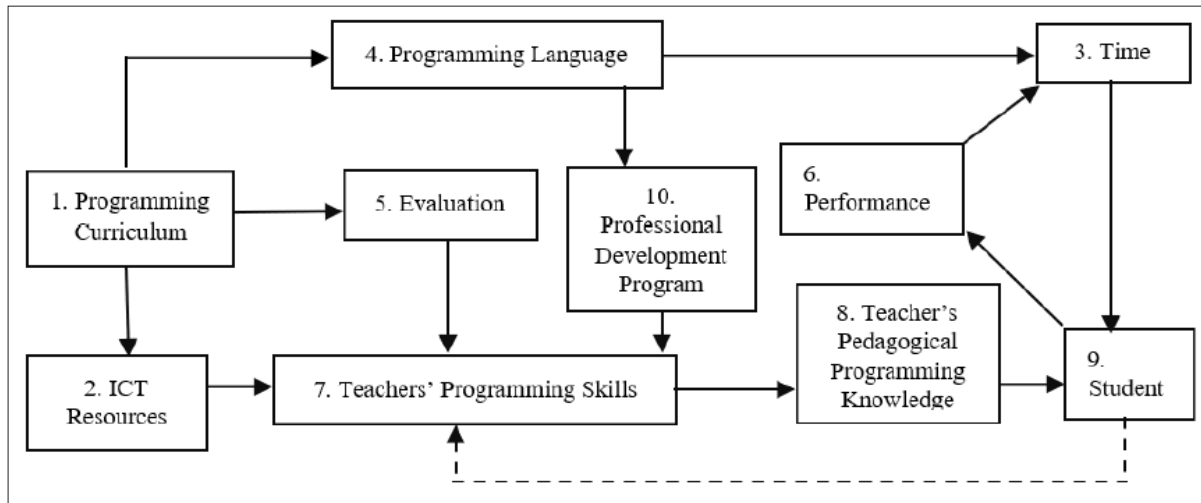 4. Programming Language
3. Time
1. Programming
Curriculum
5. Evaluation
10.
Professional
Development
Program
6.
Performance
2. ICT
Resources
7. Teachers’ Programming Skills
8. Teacher’s
Pedagogical
Programming
Knowledge
9.
Student